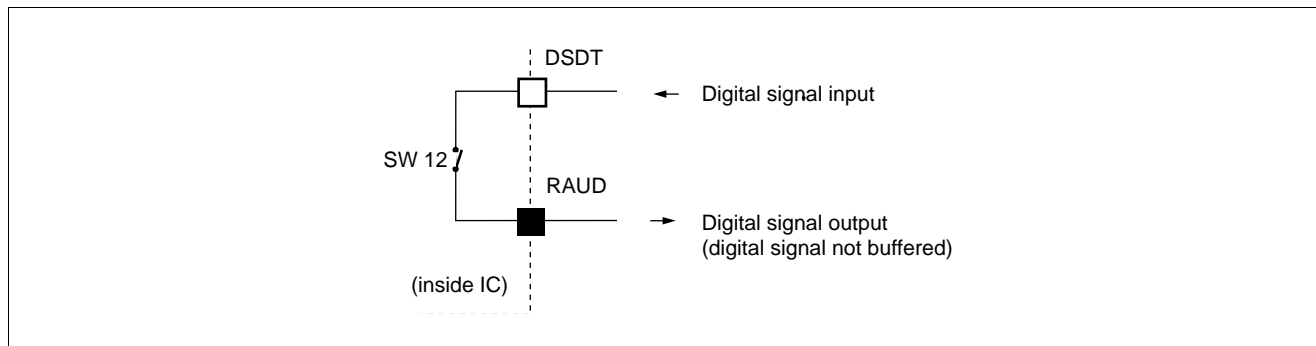 DSDT
Digital signal input
SW 12
RAUD
Digital signal output
(digital signal not buffered)
(inside IC)